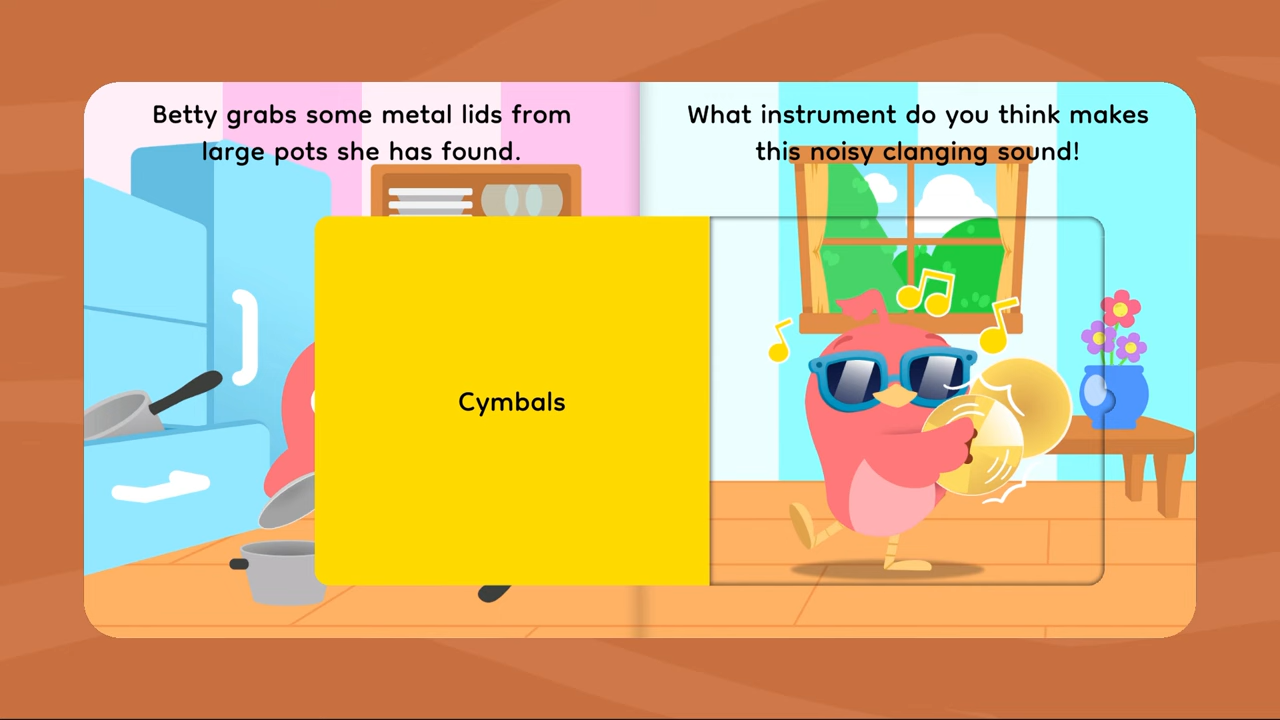 Betty grabs some metal lids from
large pots she has found.
What instrument do you think makes
this noisy clanging sound!
Cymbals